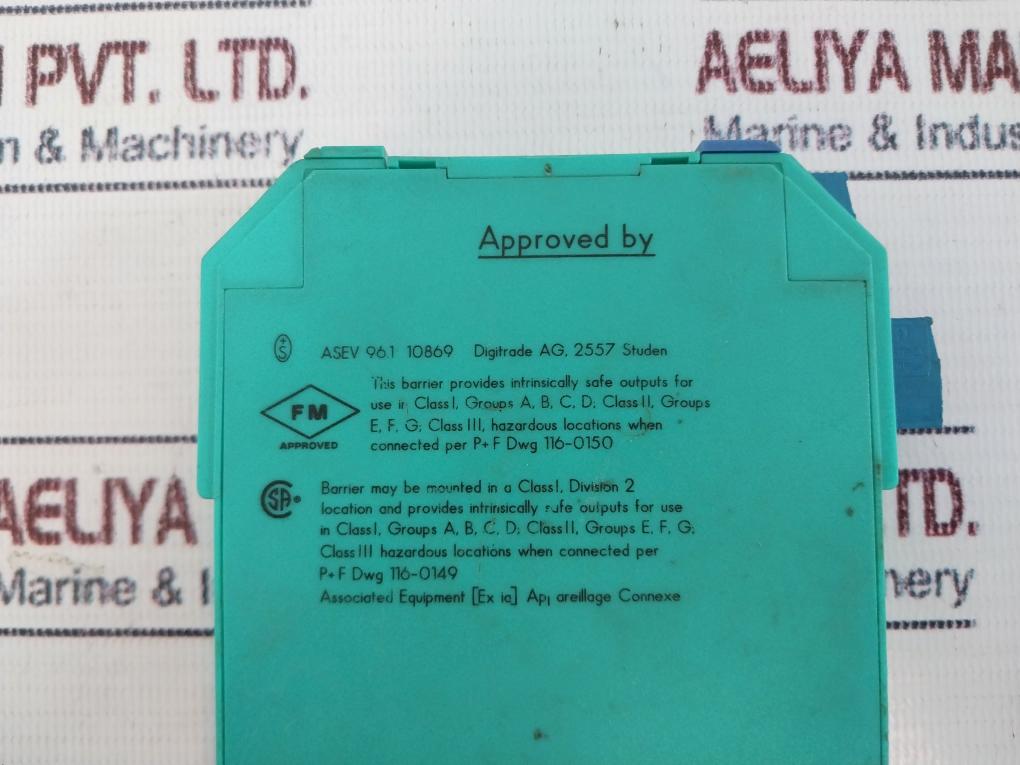 PVT. LTD.
AELIYA MA
n & Machinery
Marine & Indus
Approved by
S
ASEV 96.1 10869 Digitrade AG, 2557 Studen
FM
APPROVED
This barrier provides intrinsically safe outputs for
use in Class I, Groups A, B, C, D; Class II, Groups
E, F, G; Class III, hazardous locations when
connected per P+F Dwg 116-0150
SA
Barrier may be mounted in a Class I, Division 2
location and provides intrinsically safe outputs for use
in Class I, Groups A, B, C, D; Class II, Groups E, F, G;
Class III hazardous locations when connected per
P+F Dwg 116-0149
Associated Equipment [Ex ia] Appareillage Connexe
AELIYA
TD.
Marine & I
nery